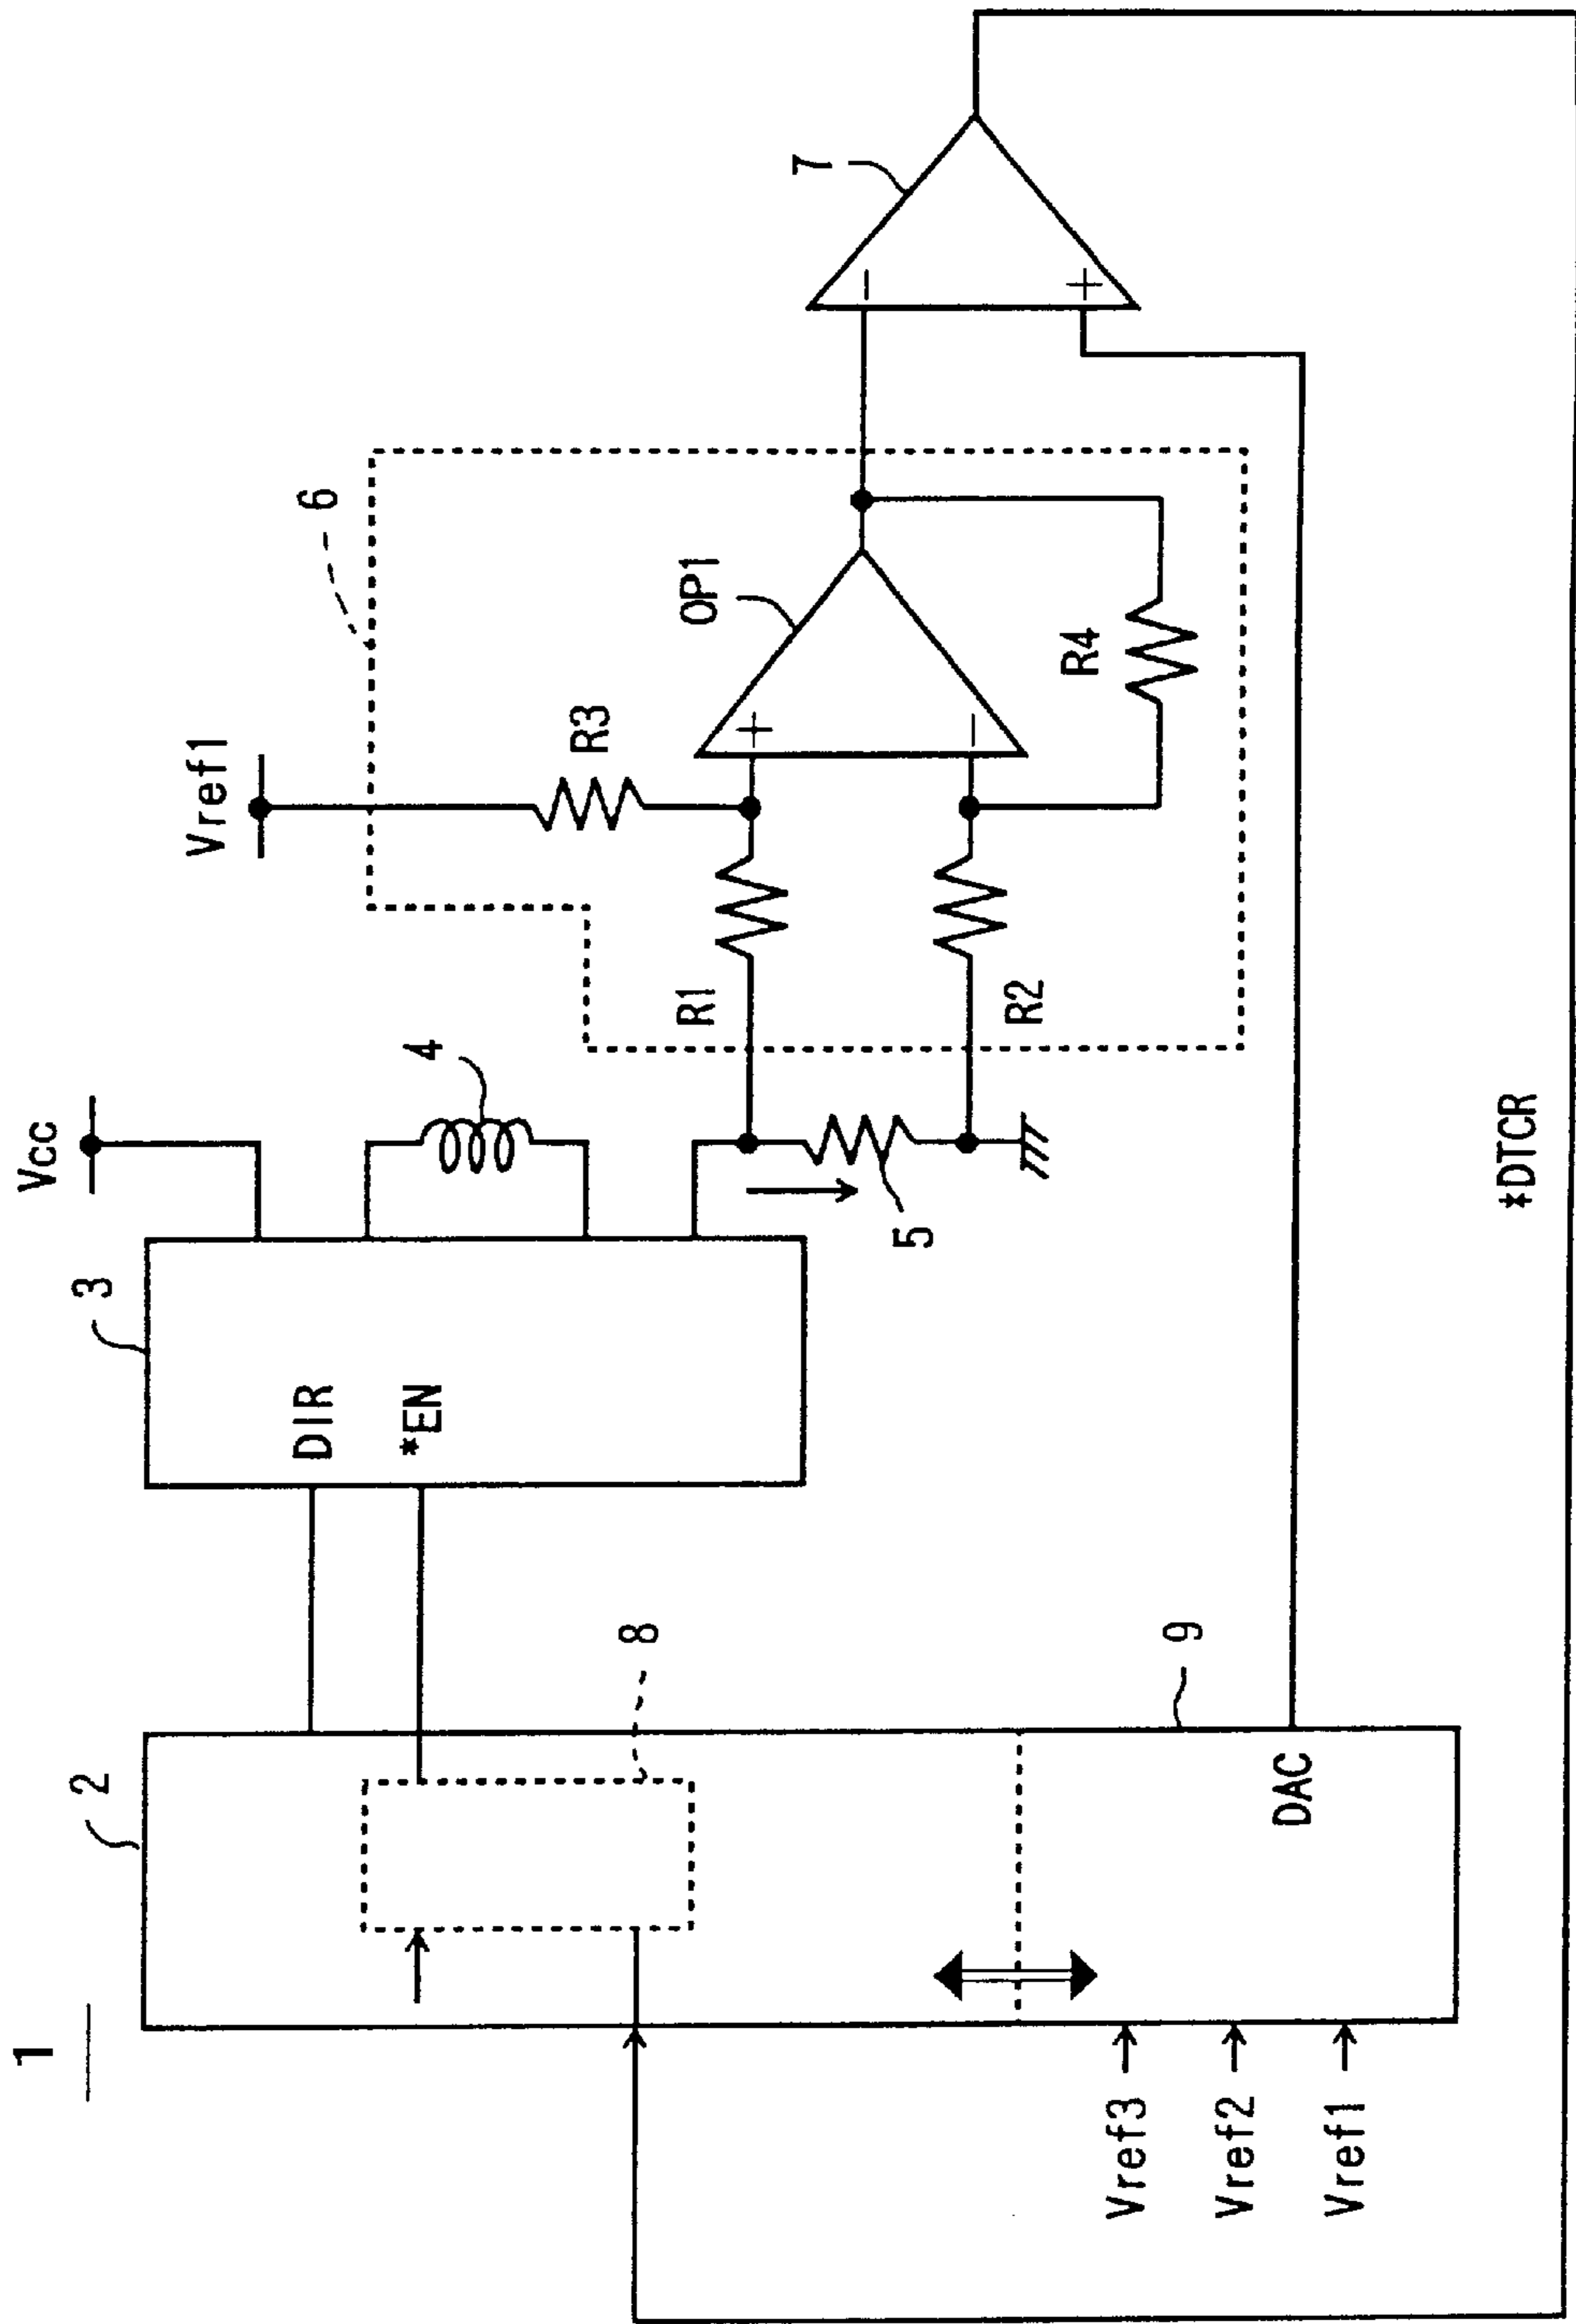 1
2
8
9
DAC
Vref3
Vref2
Vref1
3
DIR
*EN
Vcc
4
5
Vref1
6
R1
R2
R3
OP1
R4
7
*DTCR